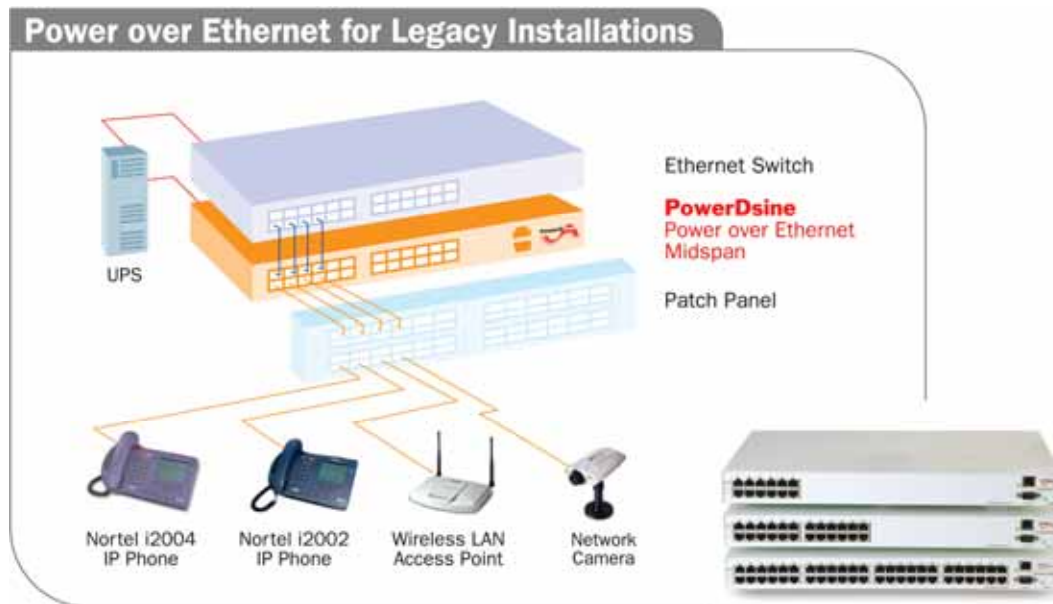 Power over Ethernet for Legacy Installations
Ethernet Switch
PowerDsine
Power over Ethernet
Midspan
Patch Panel
UPS
Nortel i2004
IP Phone
Nortel i2002
IP Phone
Wireless LAN
Access Point
Network
Camera